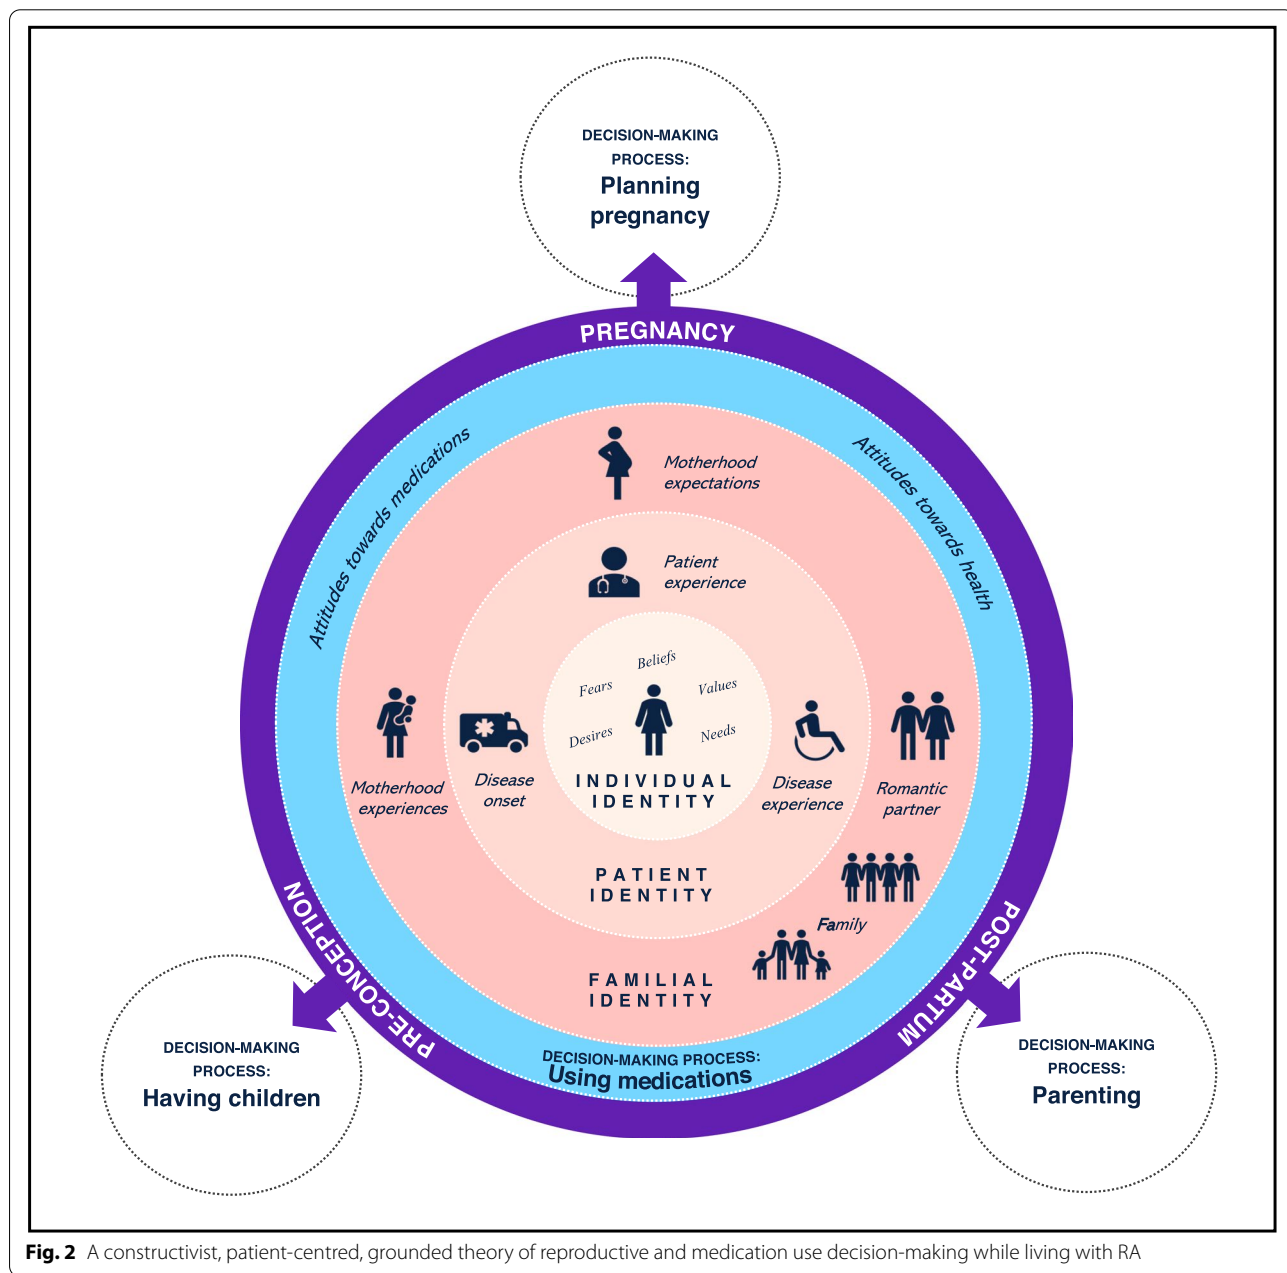 DECISION-MAKING
PROCESS:
Planning
pregnancy
PREGNANCY
Attitudes towards medications
Attitudes towards health
Motherhood
expectations
Patient
experience
Beliefs
Fears
Values
Desires
Needs
INDIVIDUAL
IDENTITY
Motherhood
experiences
Disease
onset
Disease
experience
Romantic
partner
PATIENT
IDENTITY
Family
FAMILIAL
IDENTITY
PRE-CONCEPTION
POST-PARTUM
DECISION-MAKING PROCESS:
Using medications
DECISION-MAKING
PROCESS:
Having children
DECISION-MAKING
PROCESS:
Parenting
Fig. 2 A constructivist, patient-centred, grounded theory of reproductive and medication use decision-making while living with RA